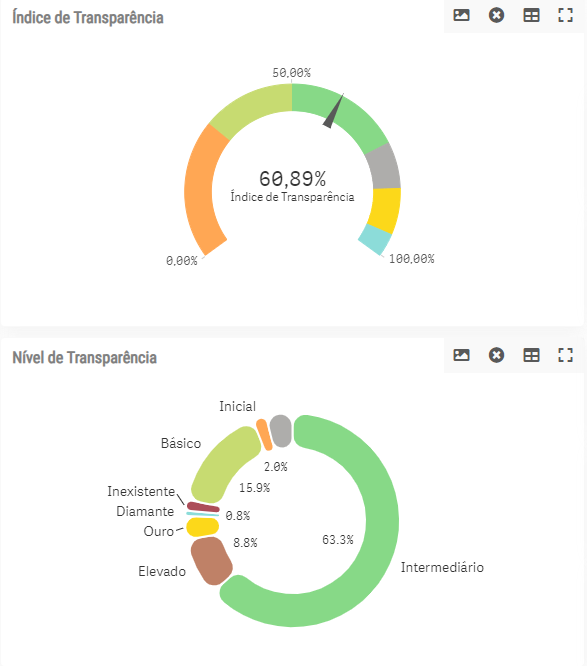 Índice de Transparência
50,00%
60,89%
Índice de Transparência
0,00%
100,00%
Nível de Transparência
Inicial
Básico
2.0%
15.9%
Inexistente
Diamante
0.8%
Ouro
8.8%
63.3%
Elevado
Intermediário